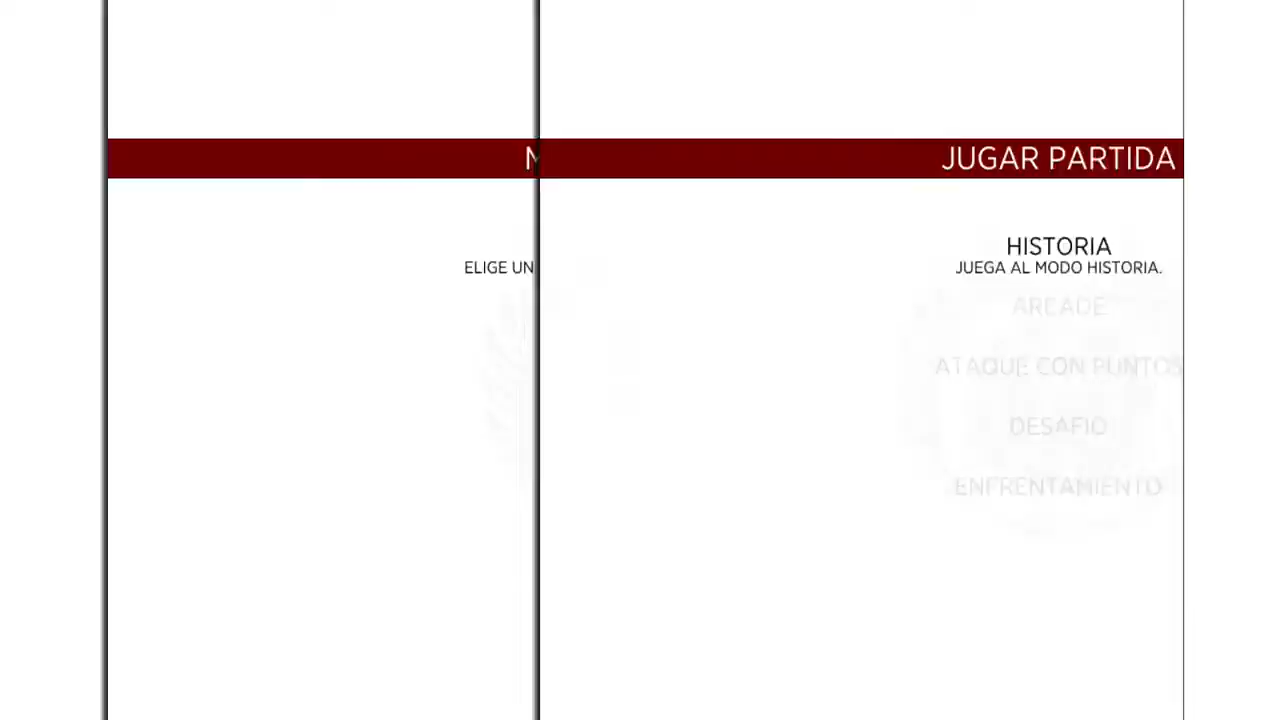 M
JUGAR PARTIDA
HISTORIA
ELIGE UN
JUEGA AL MODO HISTORIA.
ARCADE
ATAQUE CON PUNTOS
DESAFIO
ENFRENTAMIENTO